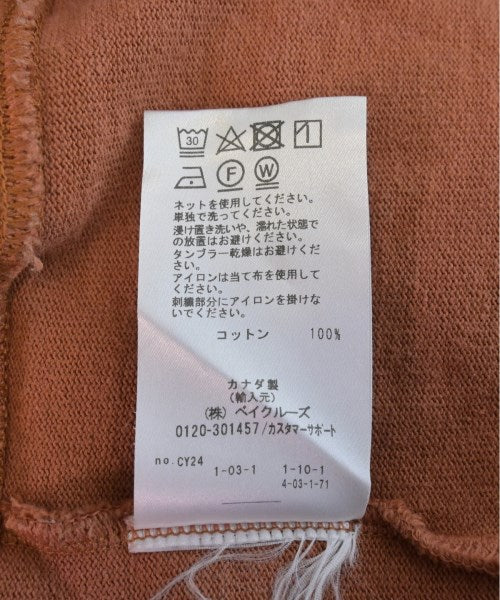 30
F W
ネットを使用してください。
単独で洗ってください。
浸け置き洗いや、濡れた状態で
の放置はお避けください。
タンブラー乾燥はお避けくださ
い。
アイロンは当て布を使用して
ください。
刺繍部分にアイロンを掛けな
いでください。
コットン 100%
カナダ製
(輸入元)
(株) ベイクルーズ
0120-301457/カスタマーサポート
no.CY24 1-03-1 1-10-1
4-03-1-71